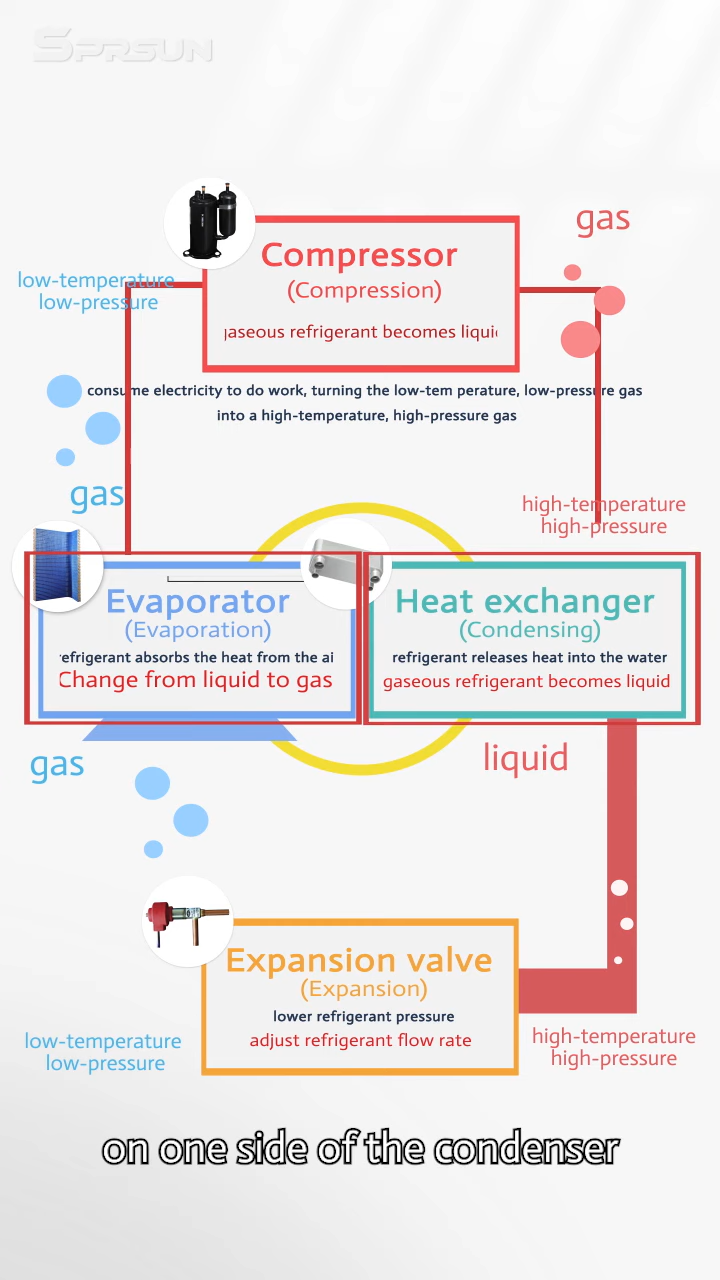 SPRSUN
gas
Compressor
(Compression)
low-temperature
low-pressure
gaseous refrigerant becomes liqui
consume electricity to do work, turning the low-tem perature, low-pressure gas
into a high-temperature, high-pressure gas
gas
high-temperature
high-pressure
Evaporator
(Evaporation)
refrigerant absorbs the heat from the ai
Change from liquid to gas
Heat exchanger
(Condensing)
refrigerant releases heat into the water
gaseous refrigerant becomes liquid
gas
liquid
Expansion valve
(Expansion)
lower refrigerant pressure
adjust refrigerant flow rate
low-temperature
low-pressure
high-temperature
high-pressure
on one side of the condenser